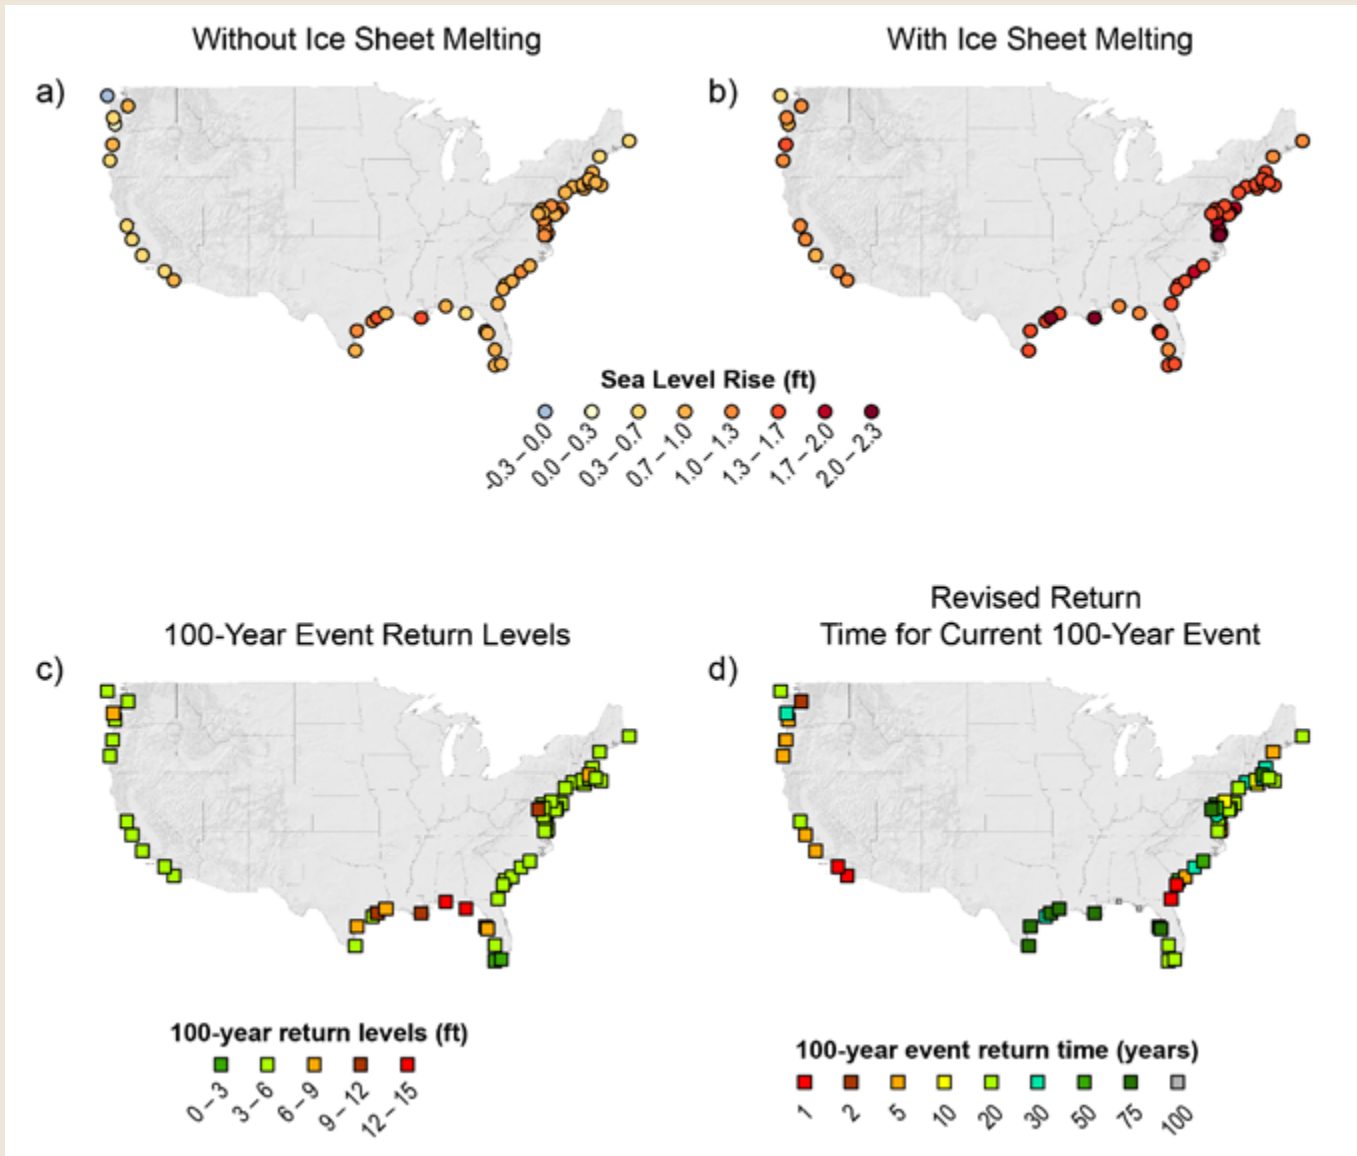 Without Ice Sheet Melting
With Ice Sheet Melting
a)
b)
Sea Level Rise (ft)
-0.3 – 0.0
0.0 – 0.3
0.3 – 0.7
0.7 – 1.0
1.0 – 1.3
1.3 – 1.7
1.7 – 2.0
2.0 – 2.3
100-Year Event Return Levels
Revised Return
Time for Current 100-Year Event
c)
d)
100-year return levels (ft)
0 – 3
3 – 6
6 – 9
9 – 12
12 – 15
100-year event return time (years)
1
2
5
10
20
30
50
75
100